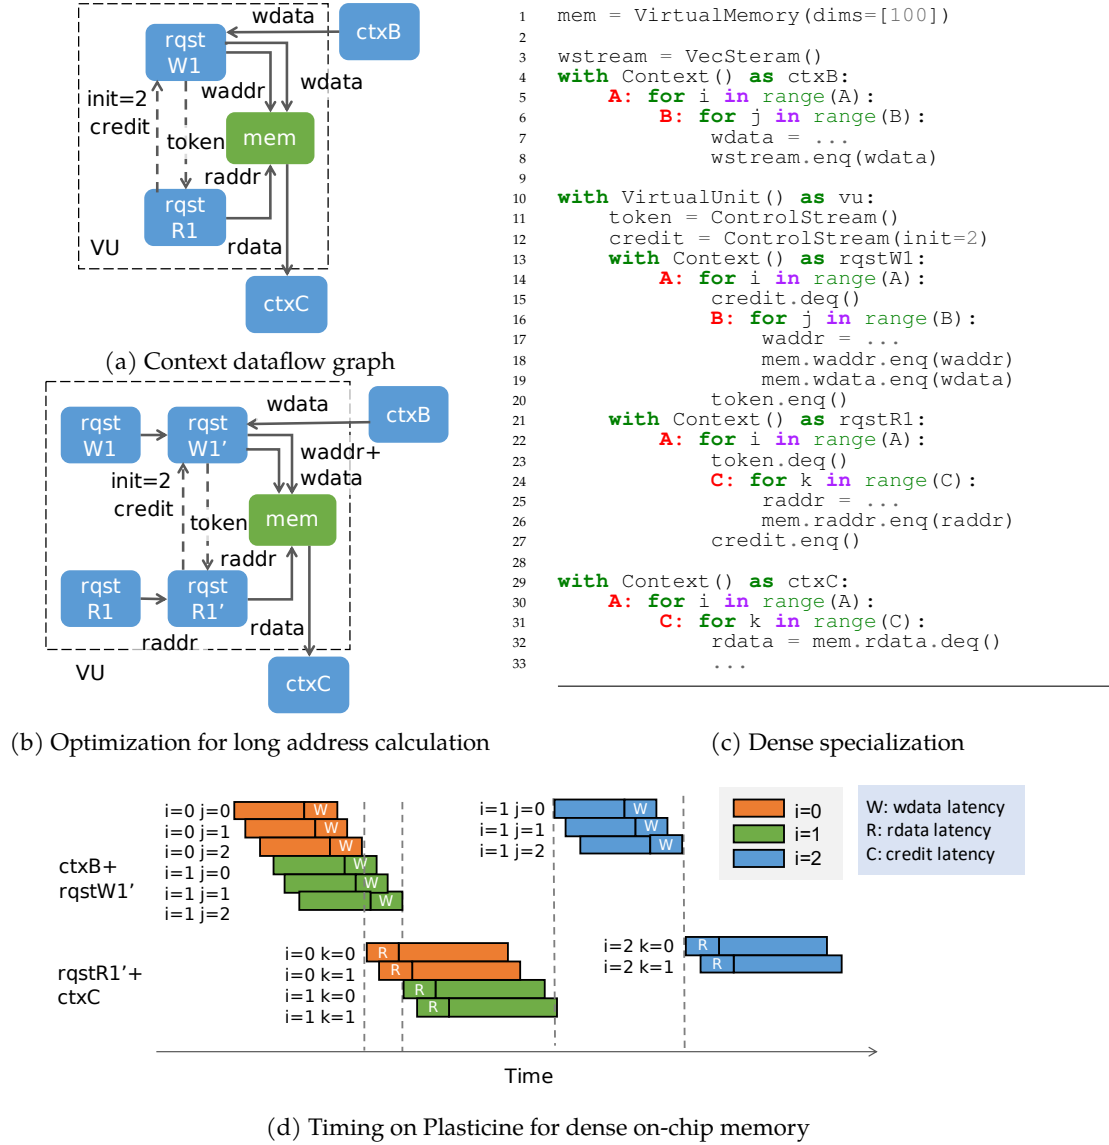 wdata
ctxB
rqst
W1
wdata
waddr
init=2
credit
token
mem
raddr
rqst
R1
VU
rdata
ctxC
(a) Context dataflow graph
wdata
ctxB
rqst
W1
rqst
W1’
waddr+
wdata
init=2
credit
token
mem
raddr
rqst
R1
rqst
R1’
raddr
rdata
VU
ctxC
(b) Optimization for long address calculation
1 mem = VirtualMemory(dims=[100])
2
3 wstream = VecSteram()
4 with Context() as ctxB:
5 A: for i in range(A):
6 B: for j in range(B):
7 wdata = ...
8 wstream.enq(wdata)
9
10 with VirtualUnit() as vu:
11 token = ControlStream()
12 credit = ControlStream(init=2)
13 with Context() as rqstW1:
14 A: for i in range(A):
15 credit.deq()
16 B: for j in range(B):
17 waddr = ...
18 mem.waddr.enq(waddr)
19 mem.wdata.enq(wdata)
20 token.enq()
21 with Context() as rqstR1:
22 A: for i in range(A):
23 token.deq()
24 C: for k in range(C):
25 raddr = ...
26 mem.raddr.enq(raddr)
27 credit.enq()
28
29 with Context() as ctxC:
30 A: for i in range(A):
31 C: for k in range(C):
32 rdata = mem.rdata.deq()
33 ...
(c) Dense specialization
ctxB+
rqstW1’
i=0 j=0 W
i=0 j=1 W
i=0 j=2 W
i=1 j=0 W
i=1 j=1 W
i=1 j=2 W
i=1 j=0 W
i=1 j=1 W
i=1 j=2 W
i=0
i=1
i=2
W: wdata latency
R: rdata latency
C: credit latency
rqstR1’+
ctxC
i=0 k=0 R
i=0 k=1 R
i=1 k=0 R
i=1 k=1 R
i=2 k=0 R
i=2 k=1 R
Time
(d) Timing on Plasticine for dense on-chip memory